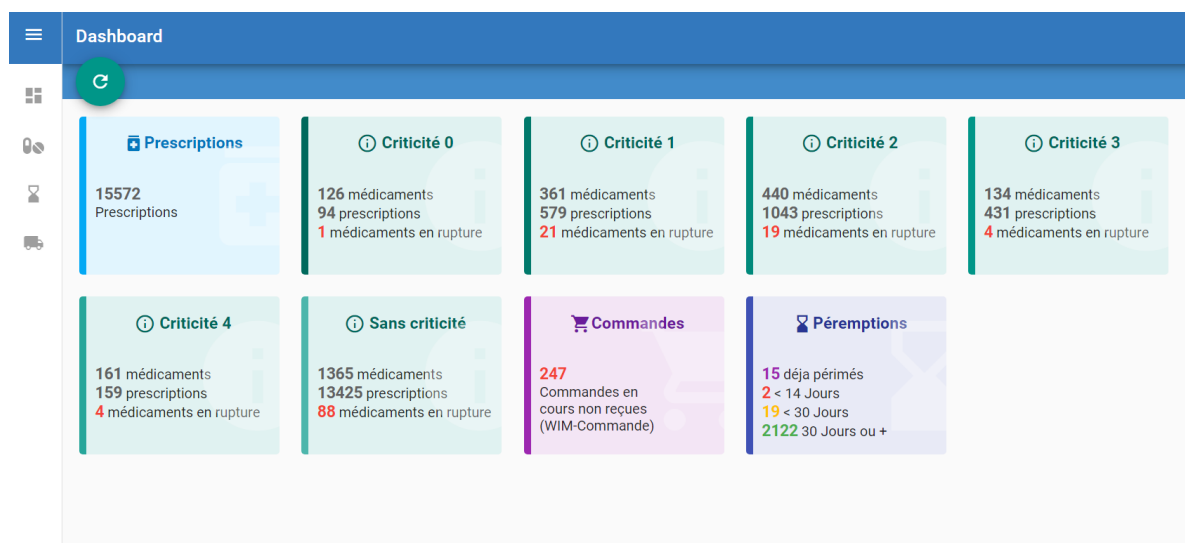 Dashboard
Prescriptions
15572
Prescriptions
Criticité 0
126 médicaments
94 prescriptions
1 médicaments en rupture
Criticité 1
361 médicaments
579 prescriptions
21 médicaments en rupture
Criticité 2
440 médicaments
1043 prescriptions
19 médicaments en rupture
Criticité 3
134 médicaments
431 prescriptions
4 médicaments en rupture
Criticité 4
161 médicaments
159 prescriptions
4 médicaments en rupture
Sans criticité
1365 médicaments
13425 prescriptions
88 médicaments en rupture
Commandes
247
Commandes en
cours non reçues
(WIM-Commande)
Péremptions
15 déja périmés
2 < 14 Jours
19 < 30 Jours
2122 30 Jours ou +